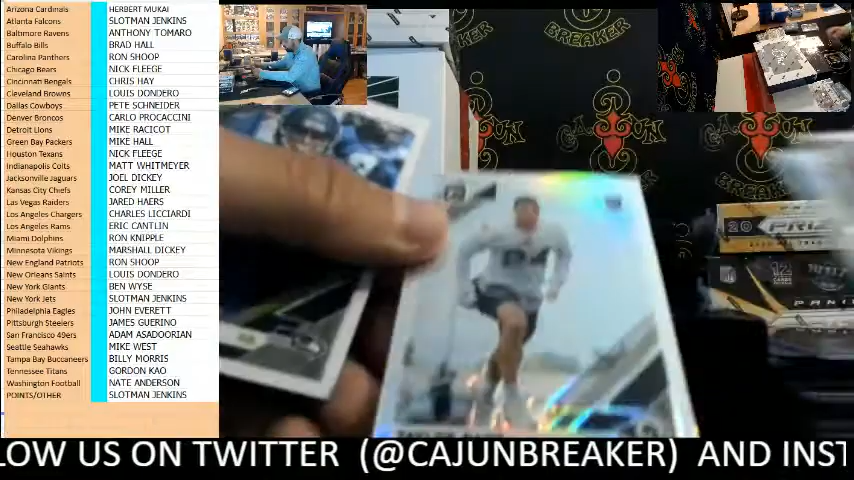 Arizona Cardinals HERBERT MUKAI
Atlanta Falcons SLOTMAN JENKINS
Baltimore Ravens ANTHONY TOMARO
Buffalo Bills BRAD HALL
Carolina Panthers RON SHOOP
Chicago Bears NICK FLEEGE
Cincinnati Bengals CHRIS HAY
Cleveland Browns LOUIS DONDERO
Dallas Cowboys PETE SCHNEIDER
Denver Broncos CARLO PROCACCINI
Detroit Lions MIKE RACICOT
Green Bay Packers MIKE HALL
Houston Texans NICK FLEEGE
Indianapolis Colts MATT WHITMEYER
Jacksonville Jaguars JOEL DICKEY
Kansas City Chiefs COREY MILLER
Las Vegas Raiders JARED HAERS
Los Angeles Chargers CHARLES LICCIARDI
Los Angeles Rams ERIC CANTLIN
Miami Dolphins RON KNIPPLE
Minnesota Vikings MARSHALL DICKEY
New England Patriots RON SHOOP
New Orleans Saints LOUIS DONDERO
New York Giants BEN WYSE
New York Jets SLOTMAN JENKINS
Philadelphia Eagles JOHN EVERETT
Pittsburgh Steelers JAMES GUERINO
San Francisco 49ers ADAM ASADOORIAN
Seattle Seahawks MIKE WEST
Tampa Bay Buccaneers BILLY MORRIS
Tennessee Titans GORDON KAO
Washington Football NATE ANDERSON
POINTS/OTHER SLOTMAN JENKINS
BREAKER
BREAKER
84
20 PRIZM
12
PANINI
LOW US ON TWITTER (@CAJUNBREAKER) AND INST